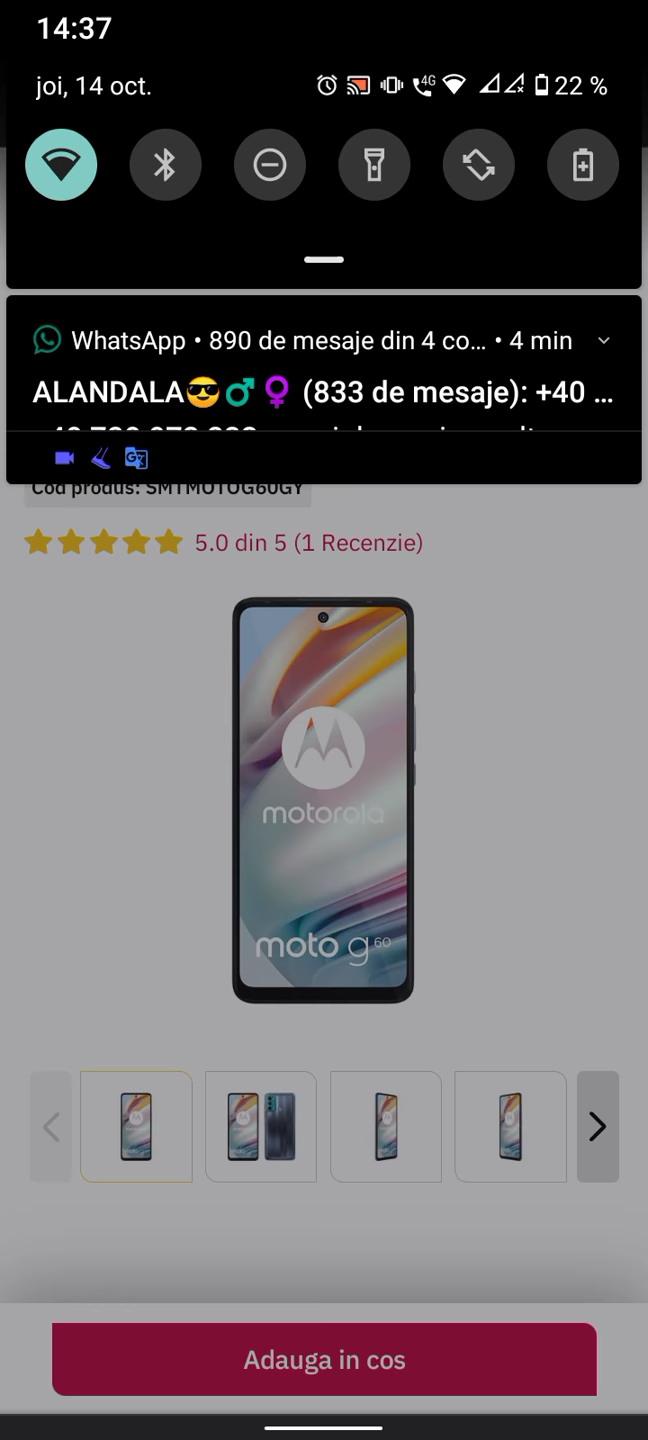 14:37
joi, 14 oct.
4G
22 %
WhatsApp • 890 de mesaje din 4 co... • 4 min
ALANDALA😎♂️♀️ (833 de mesaje): +40 ...
Cod produs: SMTMOTOG60GY
5.0 din 5 (1 Recenzie)
motorola
moto g 60
Adauga in cos